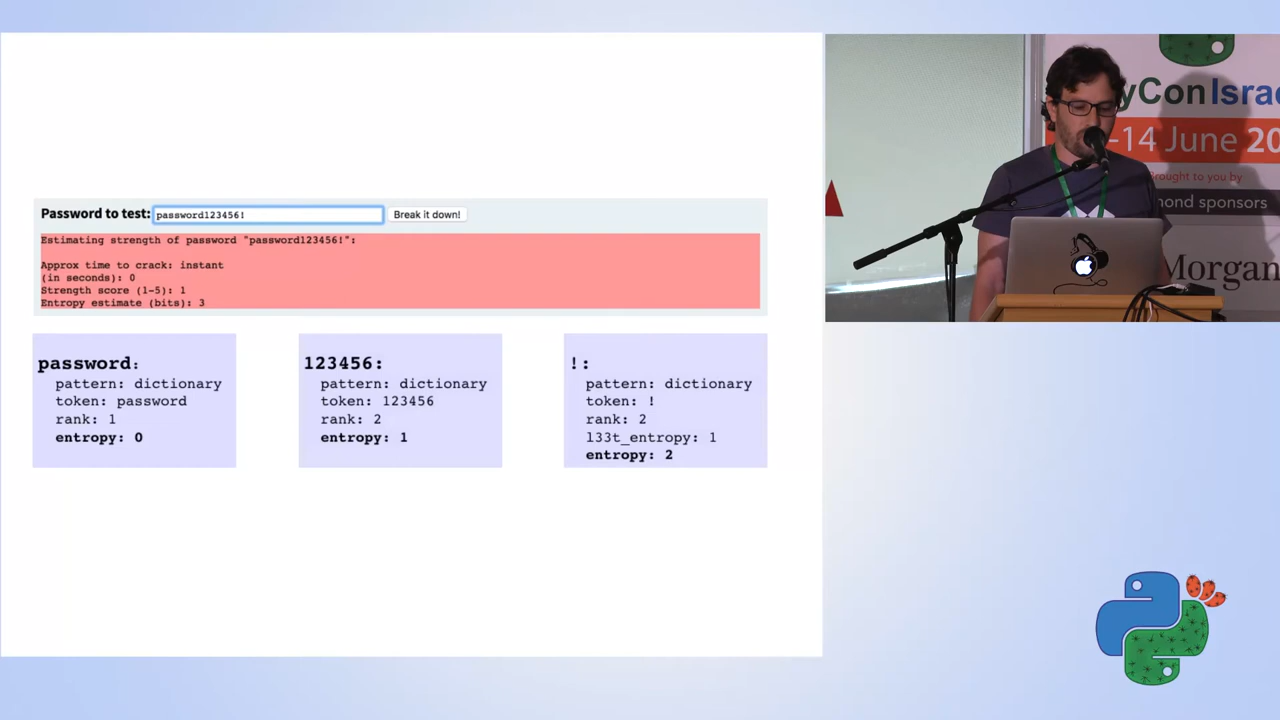 Password to test: password123456! Break it down!
Estimating strength of password "password123456!":
Approx time to crack: instant
(in seconds): 0
Strength score (1-5): 1
Entropy estimate (bits): 3
password:
pattern: dictionary
token: password
rank: 1
entropy: 0
123456:
pattern: dictionary
token: 123456
rank: 2
entropy: 1
!:
pattern: dictionary
token: !
rank: 2
l33t_entropy: 1
entropy: 2
yCon Isra
-14 June 20
Brought to you by
mond sponsors
Morgan